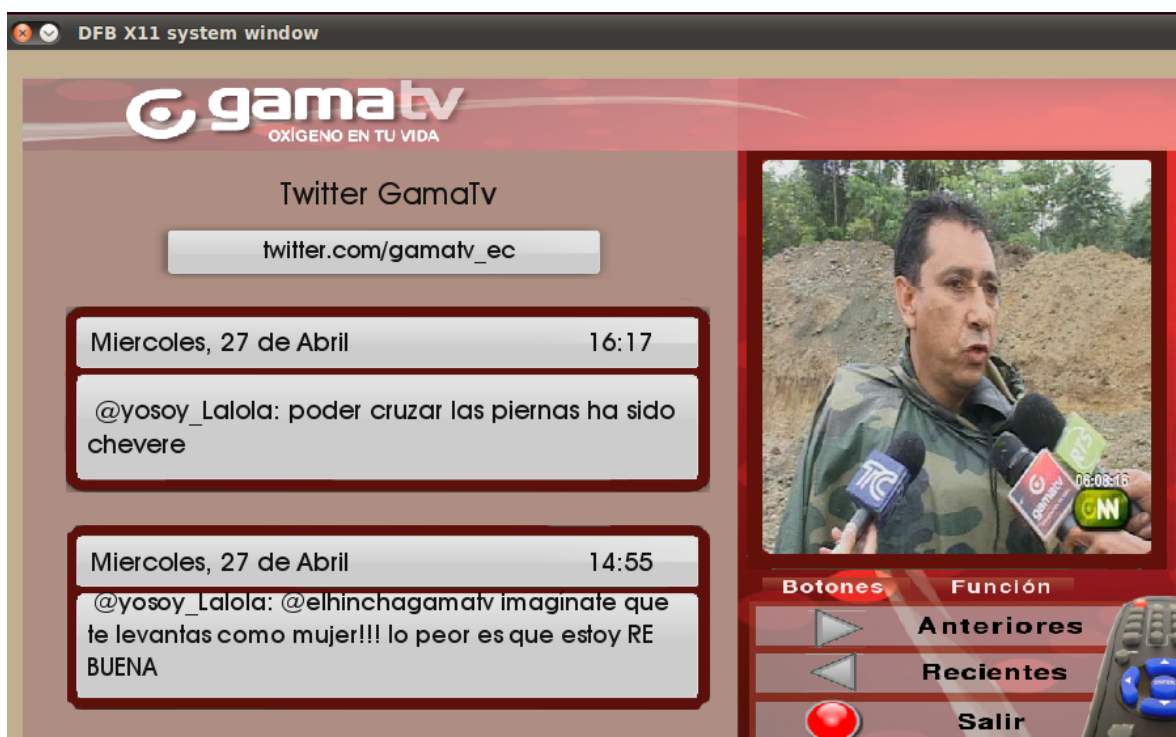 DFB X11 system window
gamatv
OXÍGENO EN TU VIDA
Twitter GamaTv
twitter.com/gamatv_ec
Miercoles, 27 de Abril 16:17
@yosoy_Lalola: poder cruzar las piernas ha sido
chevere
Miercoles, 27 de Abril 14:55
@yosoy_Lalola: @elhinchagamatv imagínate que
te levantas como mujer!!! lo peor es que estoy RE
BUENA
TC
RTS
gamatv
06:08:16
GNN
Botones Función
Anteriores
Recientes
Salir